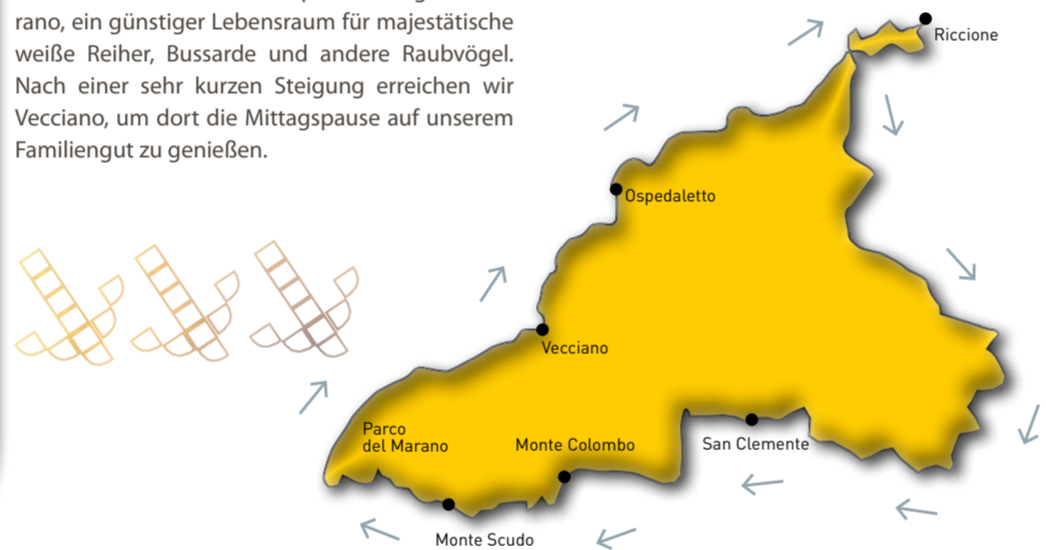 rano, ein günstiger Lebensraum für majestätische
weiße Reiher, Bussarde und andere Raubvögel.
Nach einer sehr kurzen Steigung erreichen wir
Vecciano, um dort die Mittagspause auf unserem
Familiengut zu genießen.
Riccione
Ospedaletto
Vecciano
Parco
del Marano
Monte Colombo
San Clemente
Monte Scudo